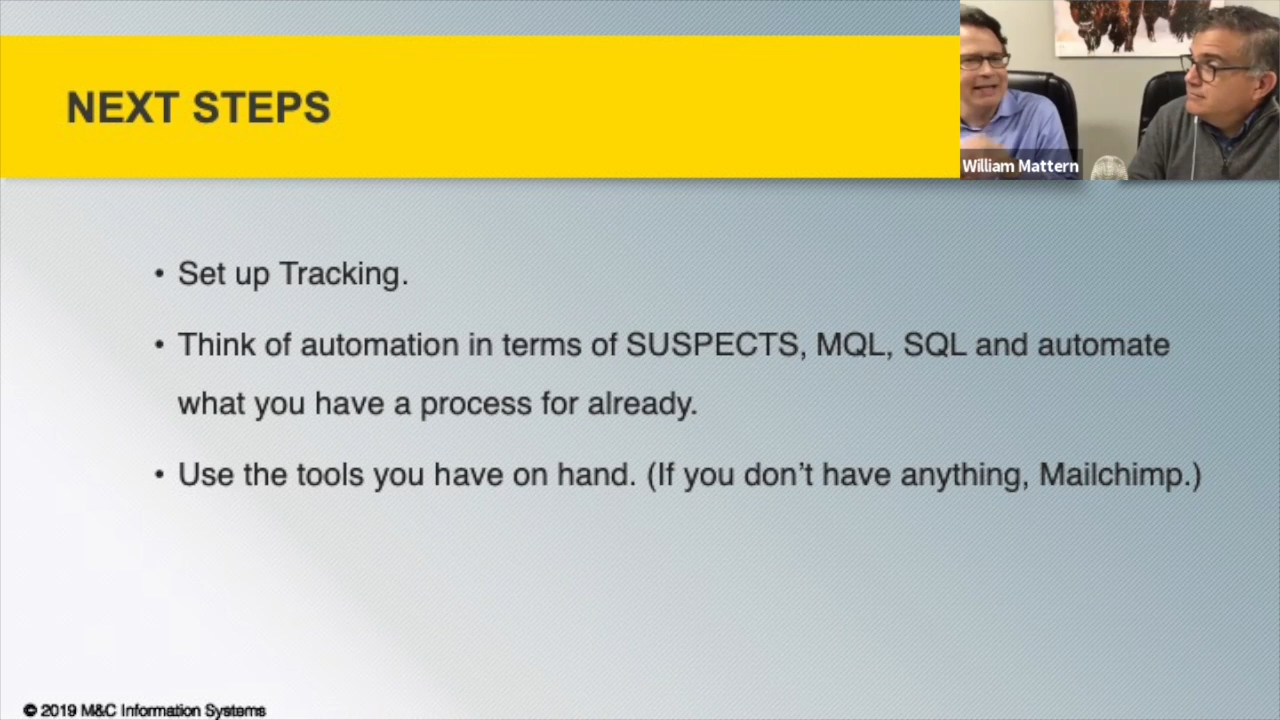 NEXT STEPS
William Mattern
• Set up Tracking.
• Think of automation in terms of SUSPECTS, MQL, SQL and automate
what you have a process for already.
• Use the tools you have on hand. (If you don’t have anything, Mailchimp.)
© 2019 M&C Information Systems